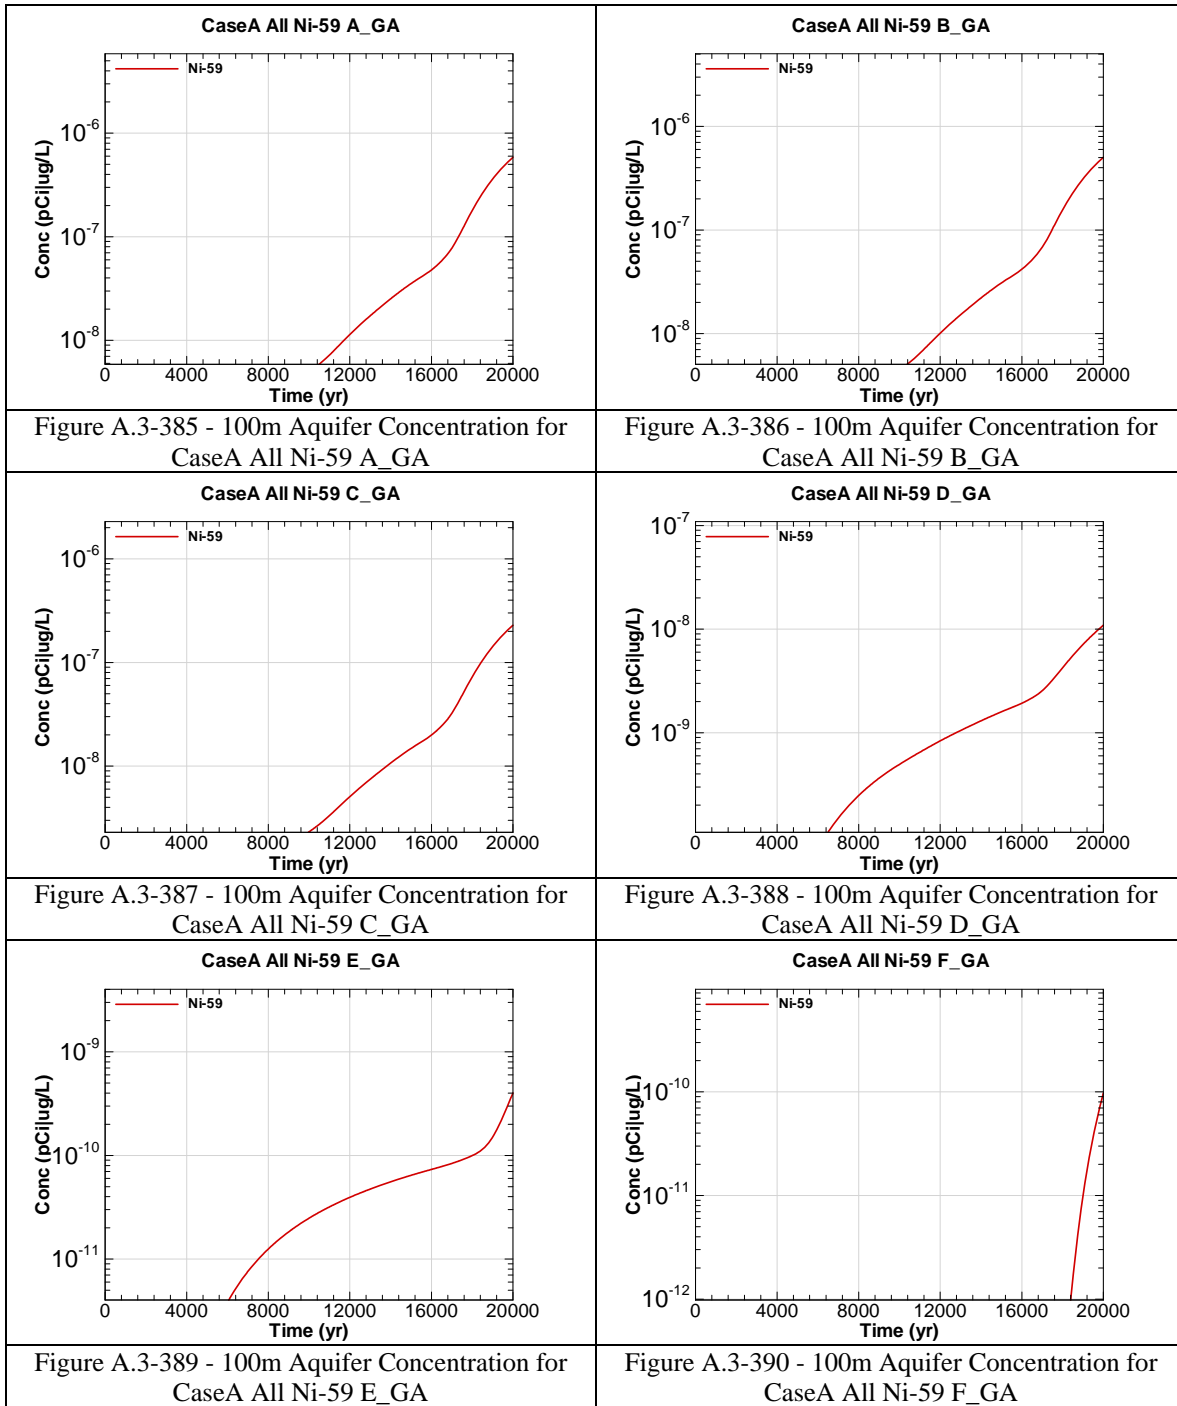 CaseA All Ni-59 A_GA
Ni-59
Conc (pCi|ug/L)
10-6
10-7
10-8
0 4000 8000 12000 16000 20000
Time (yr)
Figure A.3-385 - 100m Aquifer Concentration for
CaseA All Ni-59 A_GA
CaseA All Ni-59 B_GA
Ni-59
Conc (pCi|ug/L)
10-6
10-7
10-8
0 4000 8000 12000 16000 20000
Time (yr)
Figure A.3-386 - 100m Aquifer Concentration for
CaseA All Ni-59 B_GA
CaseA All Ni-59 C_GA
Ni-59
Conc (pCi|ug/L)
10-6
10-7
10-8
0 4000 8000 12000 16000 20000
Time (yr)
Figure A.3-387 - 100m Aquifer Concentration for
CaseA All Ni-59 C_GA
CaseA All Ni-59 D_GA
Ni-59
Conc (pCi|ug/L)
10-7
10-8
10-9
0 4000 8000 12000 16000 20000
Time (yr)
Figure A.3-388 - 100m Aquifer Concentration for
CaseA All Ni-59 D_GA
CaseA All Ni-59 E_GA
Ni-59
Conc (pCi|ug/L)
10-9
10-10
10-11
0 4000 8000 12000 16000 20000
Time (yr)
Figure A.3-389 - 100m Aquifer Concentration for
CaseA All Ni-59 E_GA
CaseA All Ni-59 F_GA
Ni-59
Conc (pCi|ug/L)
10-10
10-11
10-12
0 4000 8000 12000 16000 20000
Time (yr)
Figure A.3-390 - 100m Aquifer Concentration for
CaseA All Ni-59 F_GA